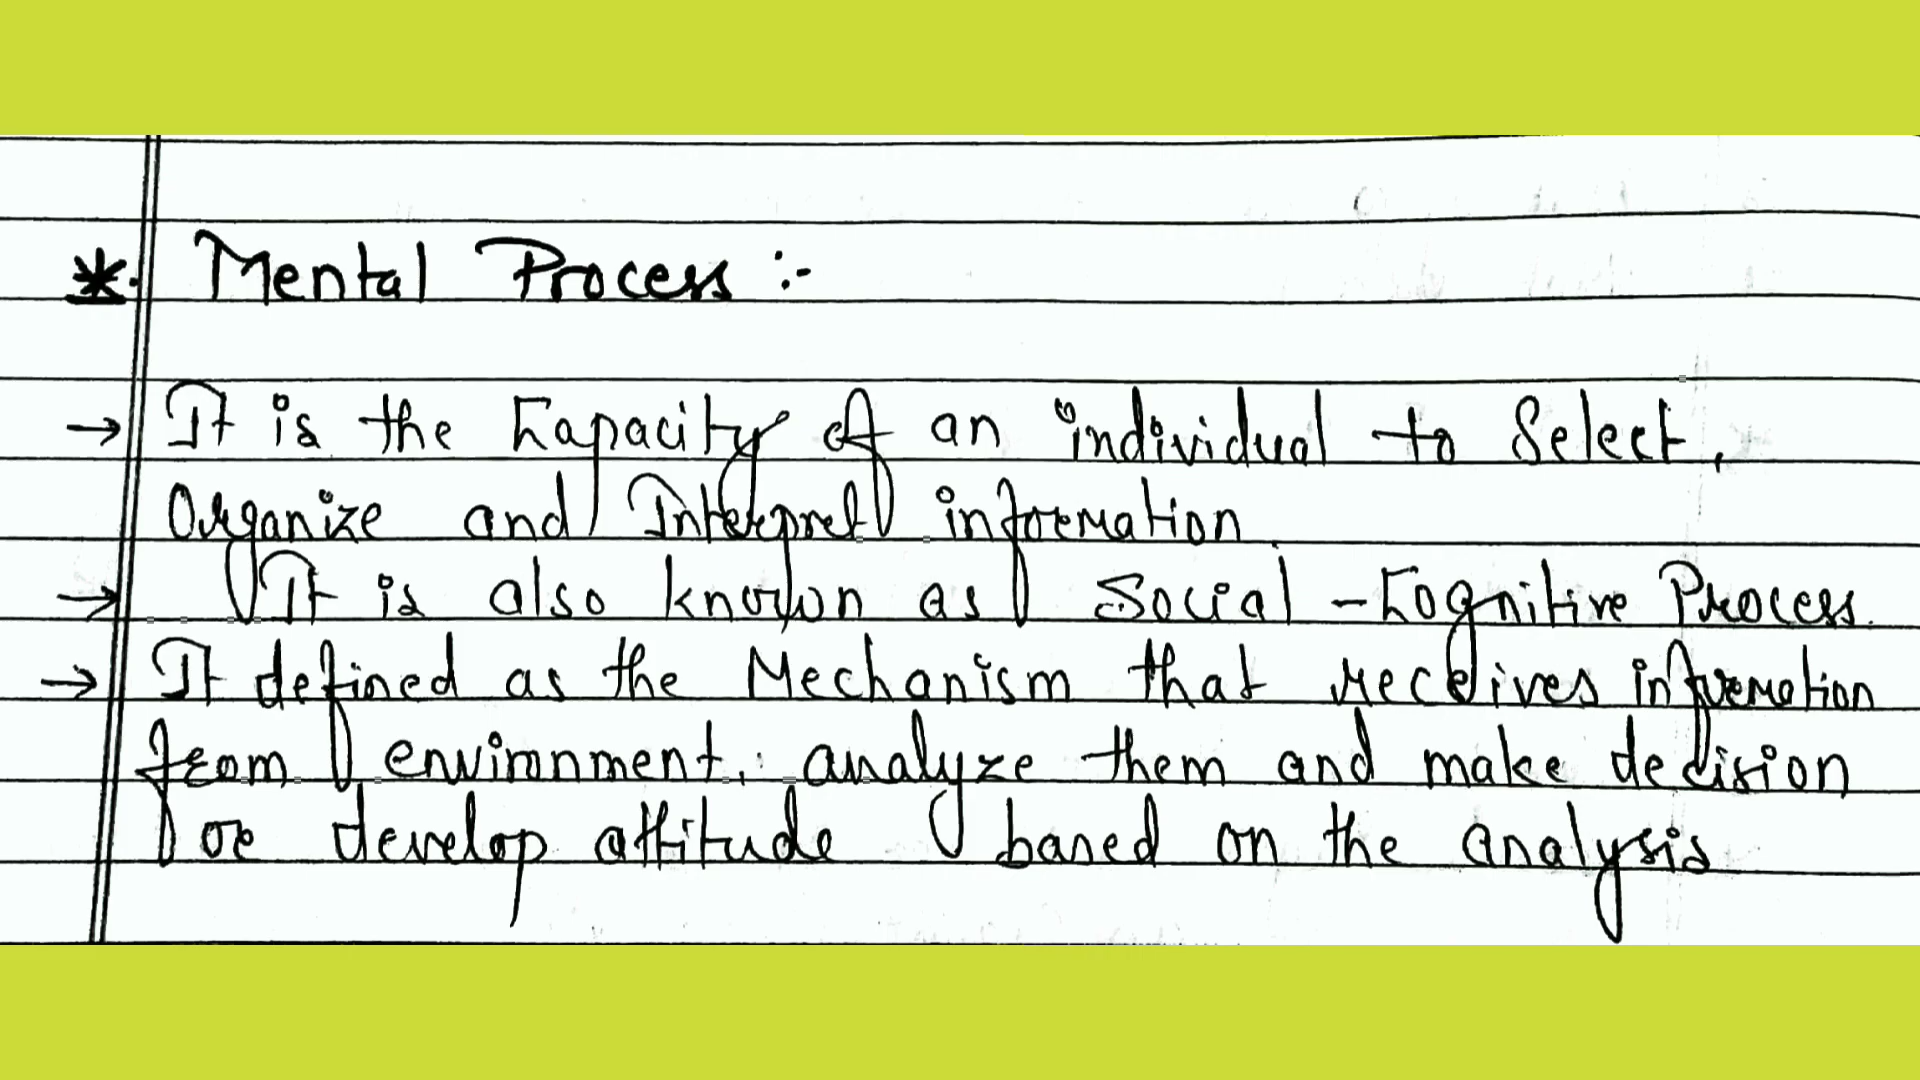 * Mental Process :-
→ It is the Capacity of an individual to Select,
Organize and Interpret information.
→ It is also known as Social - Cognitive Process.
→ It defined as the Mechanism that receives information
from environment, analyze them and make decision
or develop attitude based on the analysis